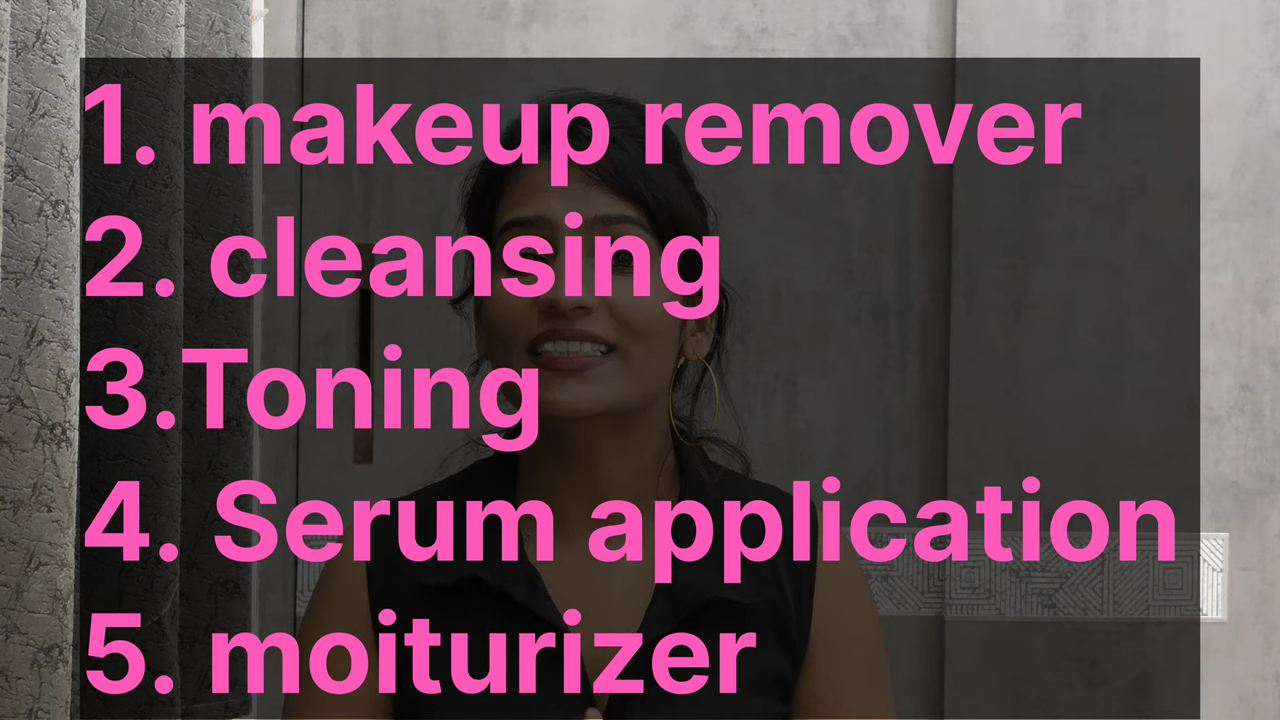 1. makeup remover
2. cleansing
3.Toning
4. Serum application
5. moiturizer